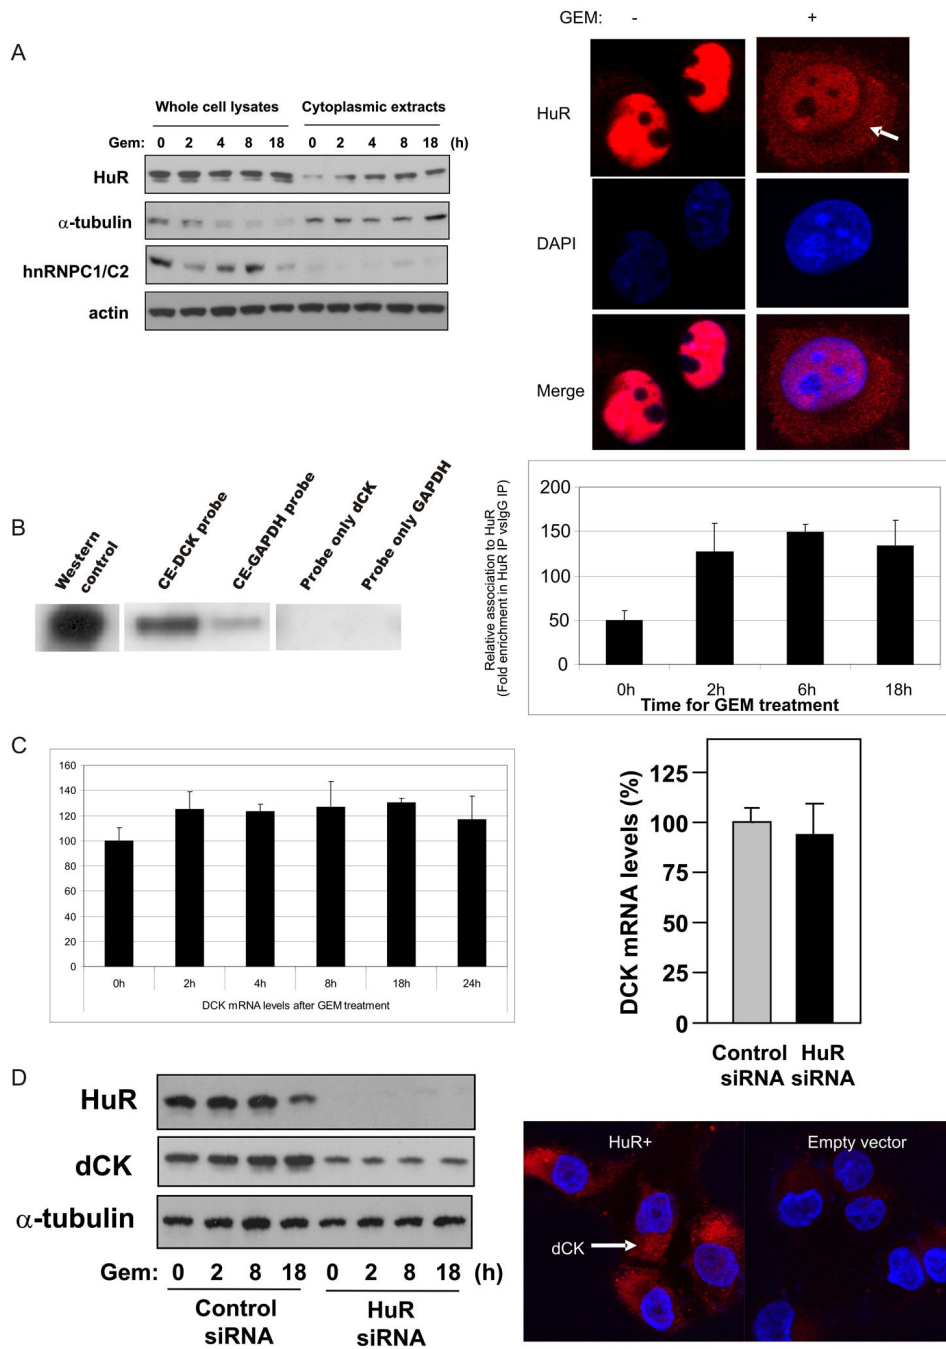 GEM: - +
A
Whole cell lysates Cytoplasmic extracts
Gem: 0 2 4 8 18 0 2 4 8 18 (h)
HuR
α-tubulin
hnRNPC1/C2
actin
HuR
DAPI
Merge
B
Western control
CE-DCK probe
CE-GAPDH probe
Probe only dCK
Probe only GAPDH
Relative association to HuR
(Fold enrichment in HuR IP vsIgG IP)
200
150
100
50
0
0h 2h 6h 18h
Time for GEM treatment
C
160
140
120
100
80
60
40
20
0
0h 2h 4h 8h 18h 24h
DCK mRNA levels after GEM treatment
DCK mRNA levels (%)
125
100
75
50
25
0
Control HuR
siRNA siRNA
D
HuR
dCK
α-tubulin
Gem: 0 2 8 18 0 2 8 18 (h)
Control HuR
siRNA siRNA
HuR+ Empty vector
dCK